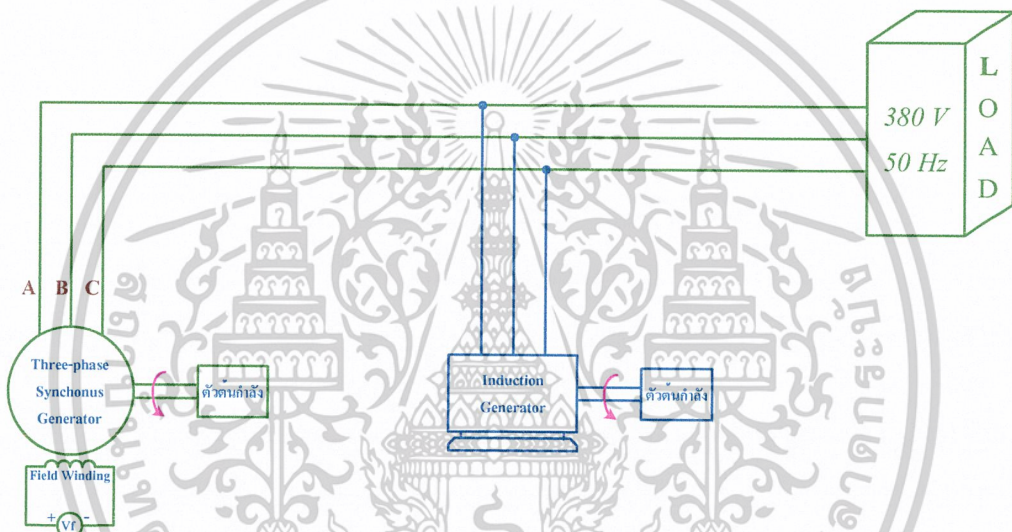 380 V
50 Hz
L
O
A
D
A B C
Three-phase
Synchonus
Generator
ตัวต้นกำลัง
Induction
Generator
ตัวต้นกำลัง
Field Winding
+ Vf -